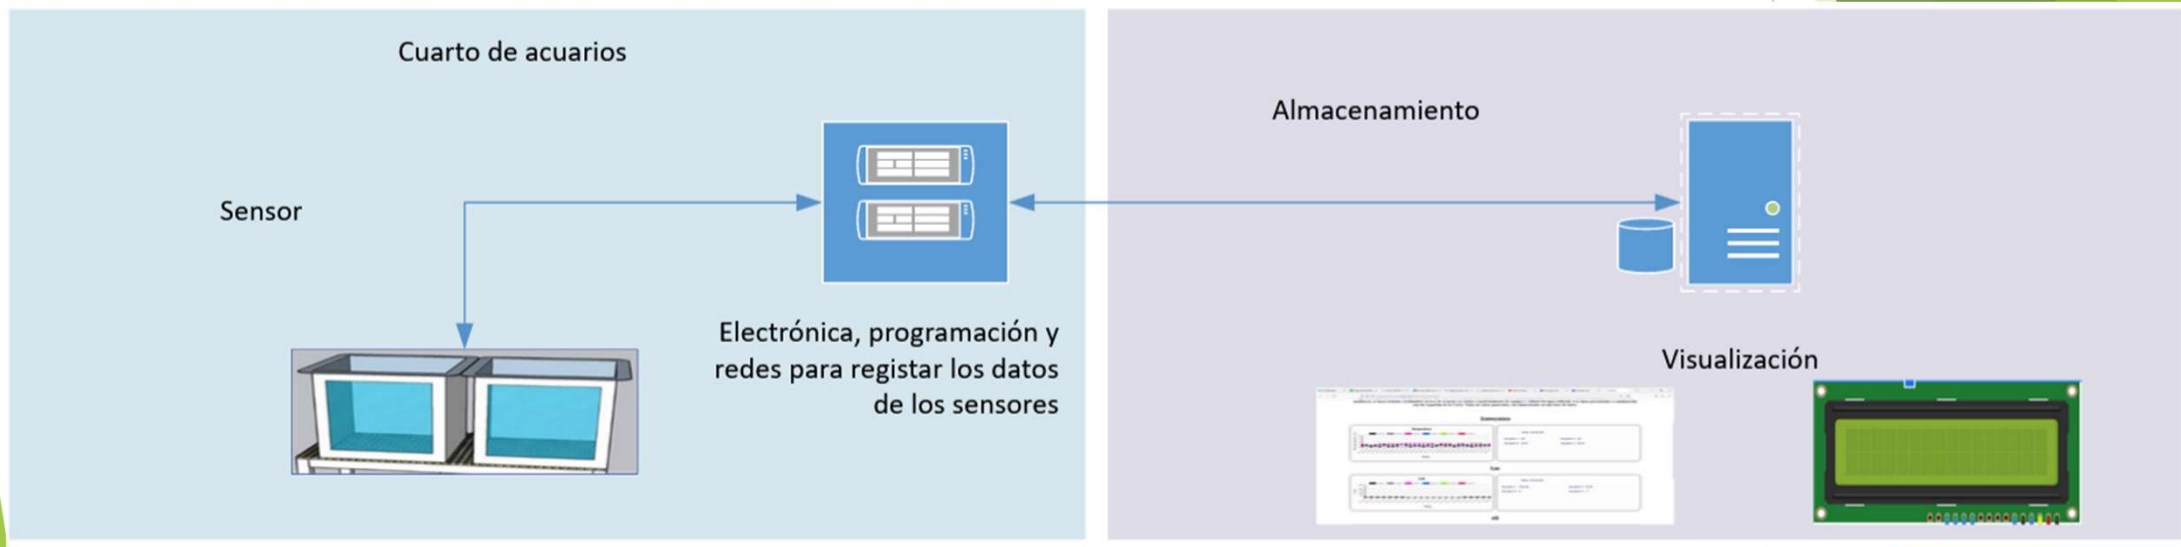 Cuarto de acuarios
Almacenamiento
Sensor
Electrónica, programación y
redes para registar los datos
de los sensores
Visualización